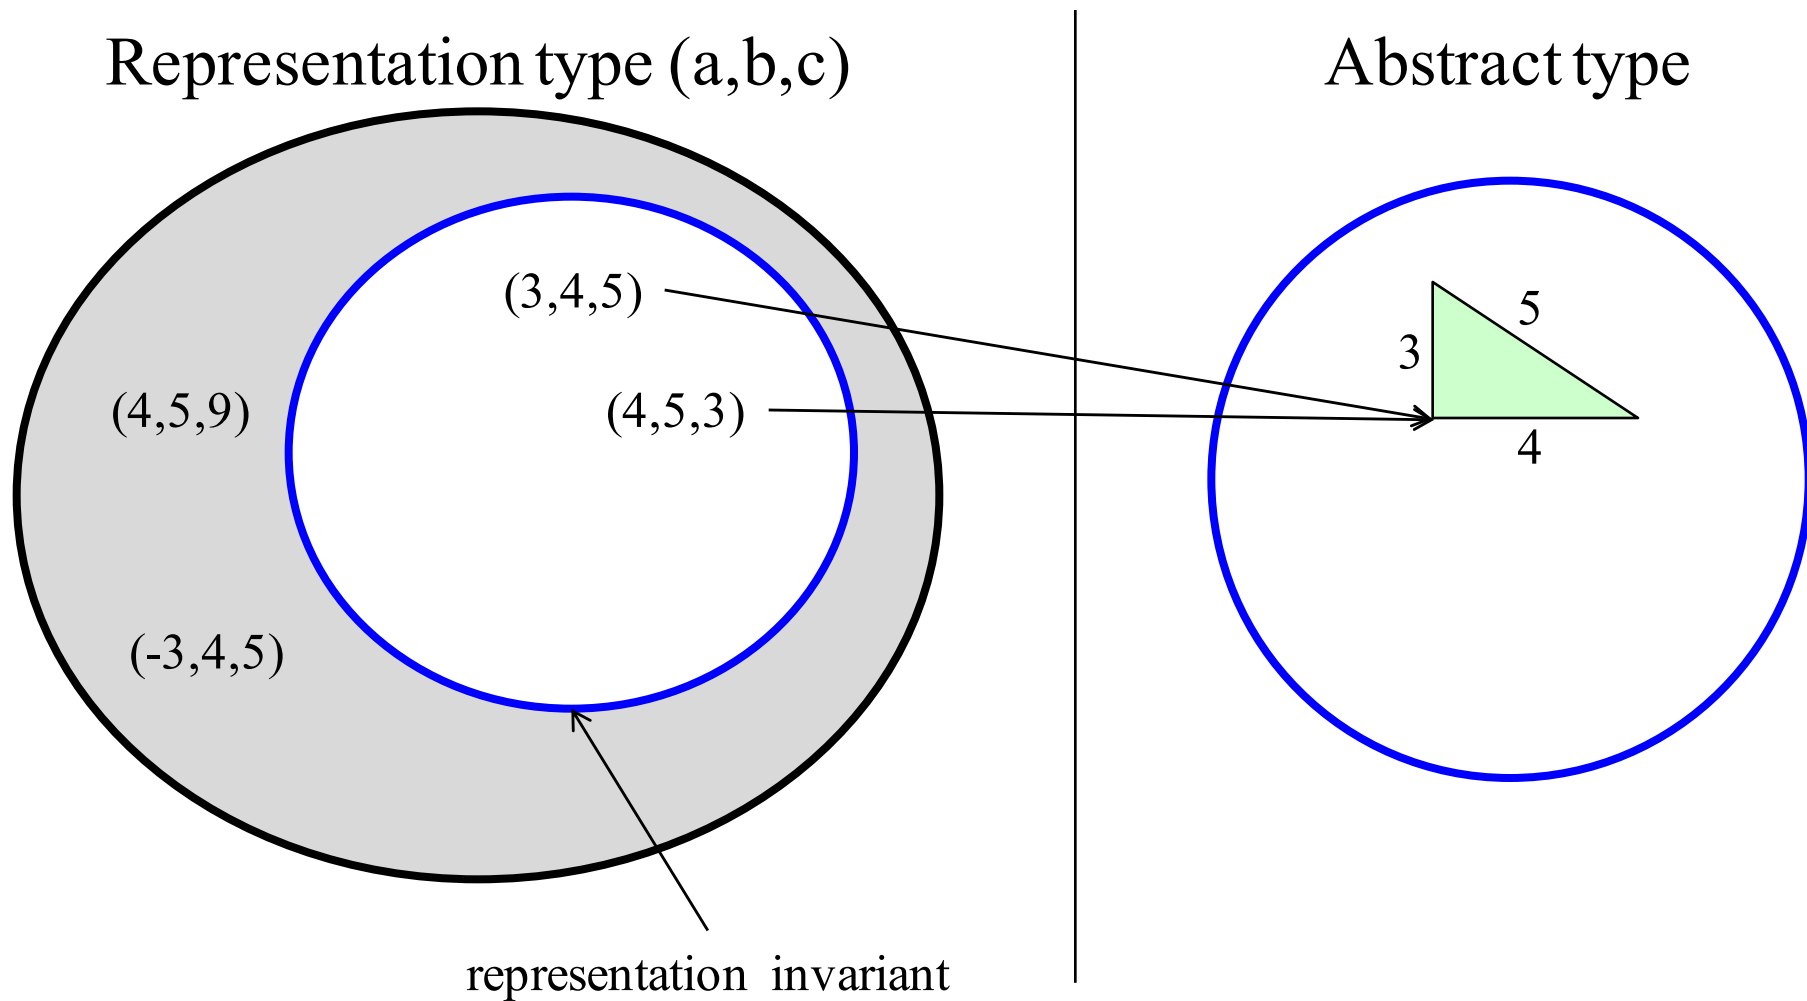 Representation type (a,b,c)
Abstract type
(3,4,5)
(4,5,9)
(4,5,3)
(-3,4,5)
5
3
4
representation invariant